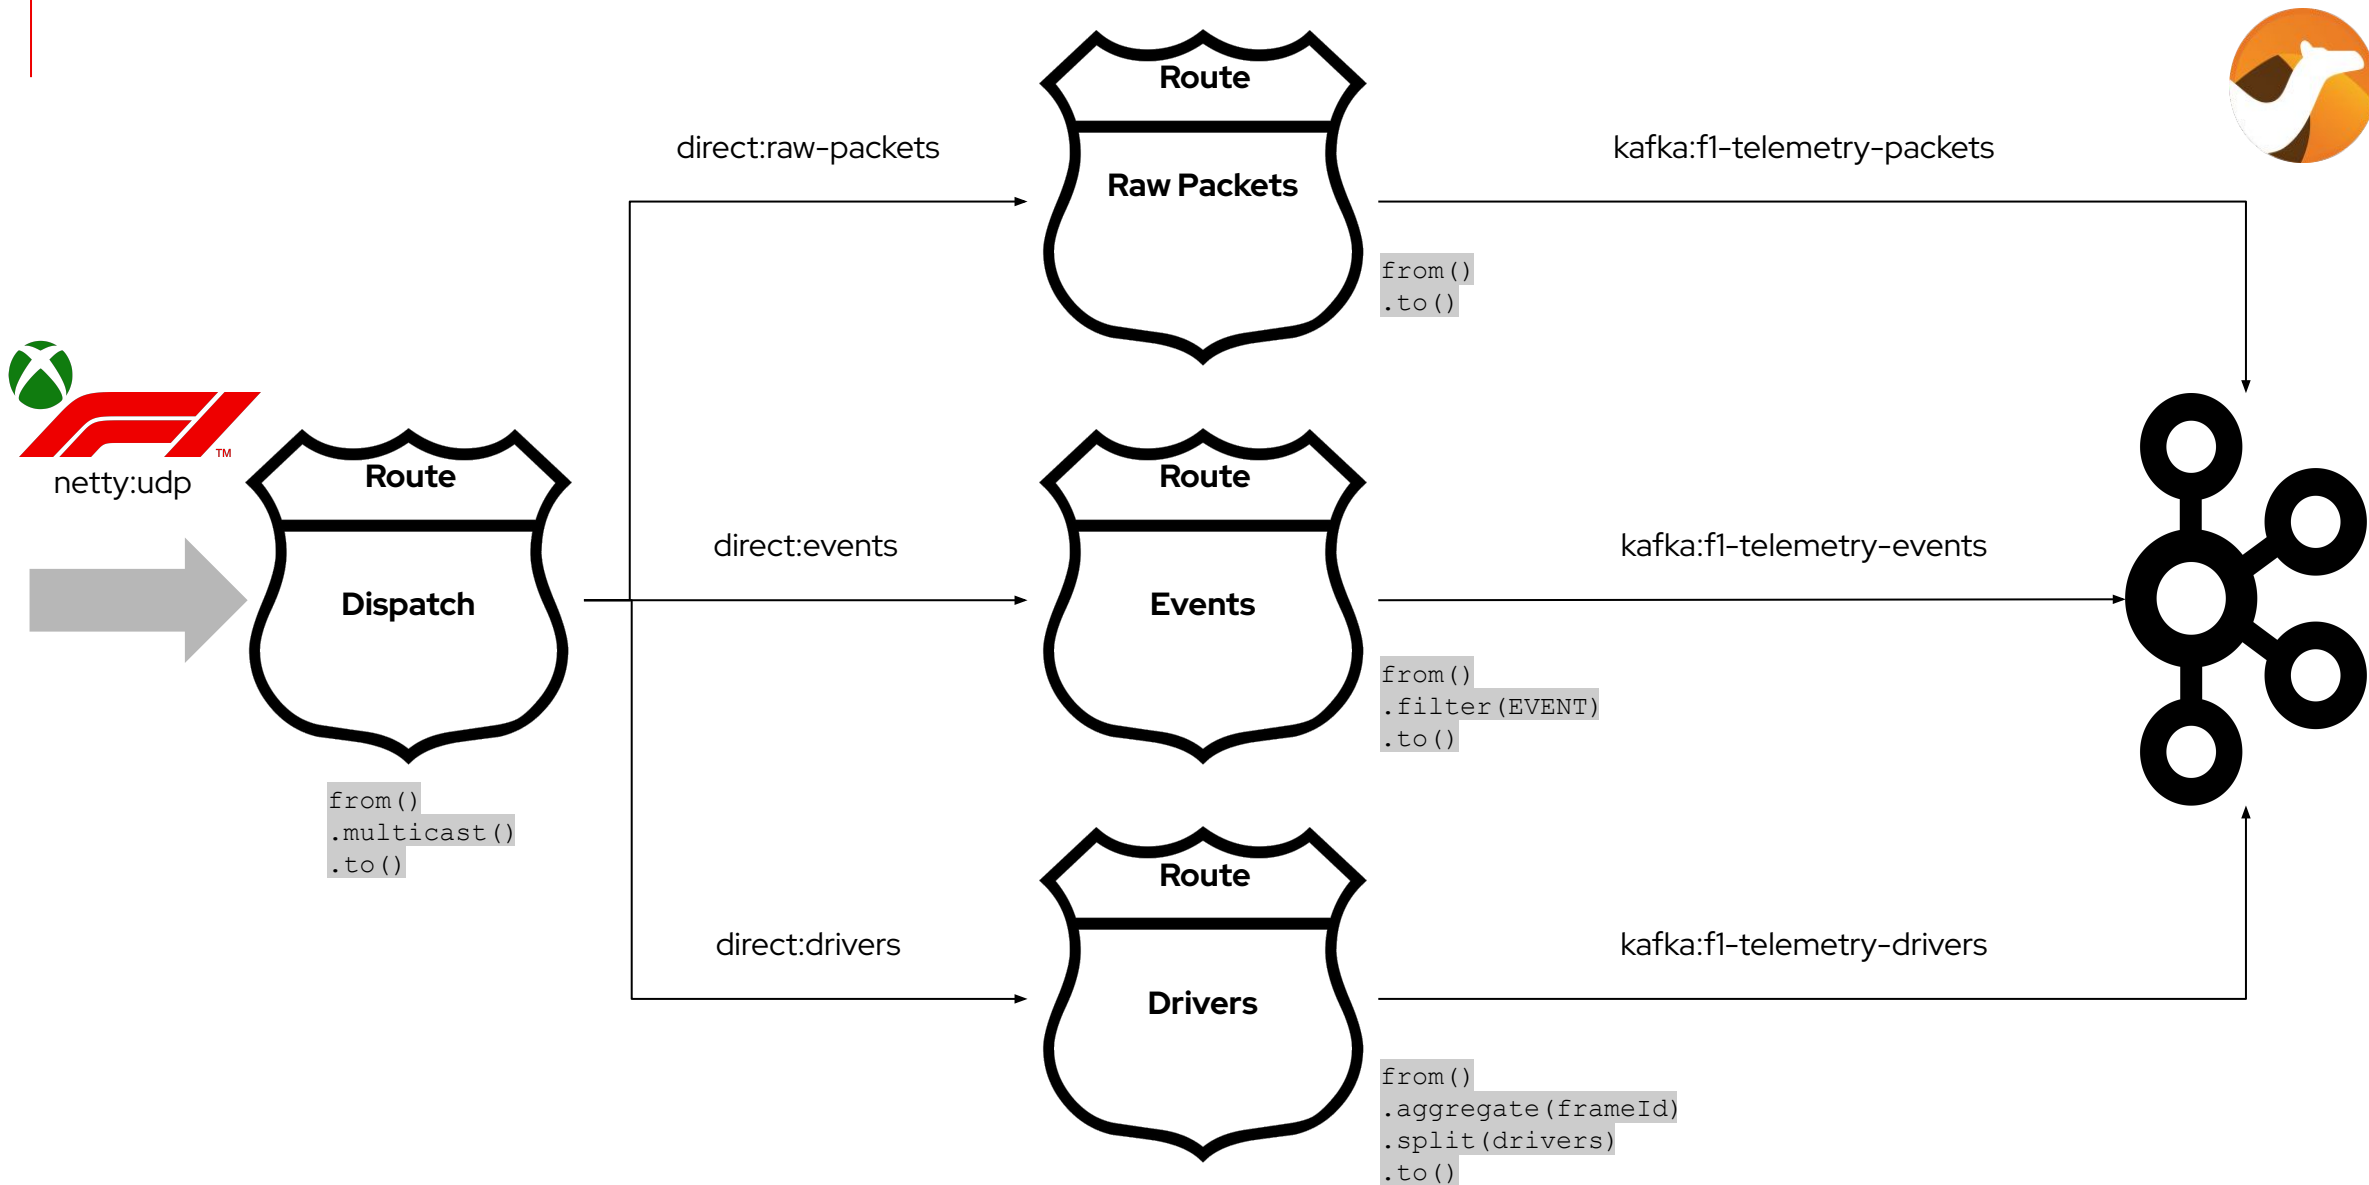 Route
direct:raw-packets
kafka:f1-telemetry-packets
Raw Packets
from()
.to()
F1
TM
netty:udp
Route
Dispatch
from()
.multicast()
.to()
direct:events
Route
Events
kafka:f1-telemetry-events
from()
.filter(EVENT)
.to()
direct:drivers
Route
Drivers
kafka:f1-telemetry-drivers
from()
.aggregate(frameId)
.split(drivers)
.to()